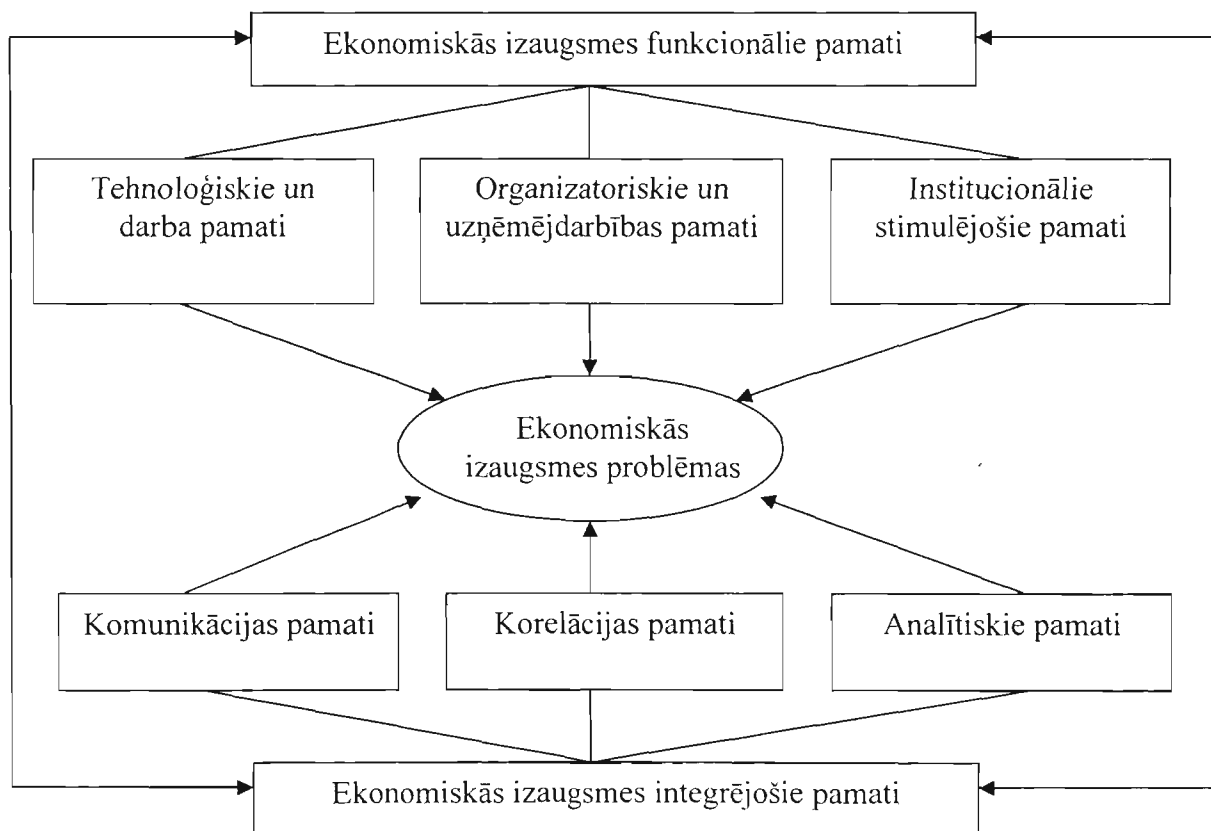 Ekonomiskās izaugsmes funkcionālie pamati
Tehnoloģiskie un
darba pamati
Organizatoriskie un
uzņēmējdarbības pamati
Institucionālie
stimulējošie pamati
Ekonomiskās
izaugsmes problēmas
Komunikācijas pamati
Korelācijas pamati
Analītiskie pamati
Ekonomiskās izaugsmes integrējošie pamati